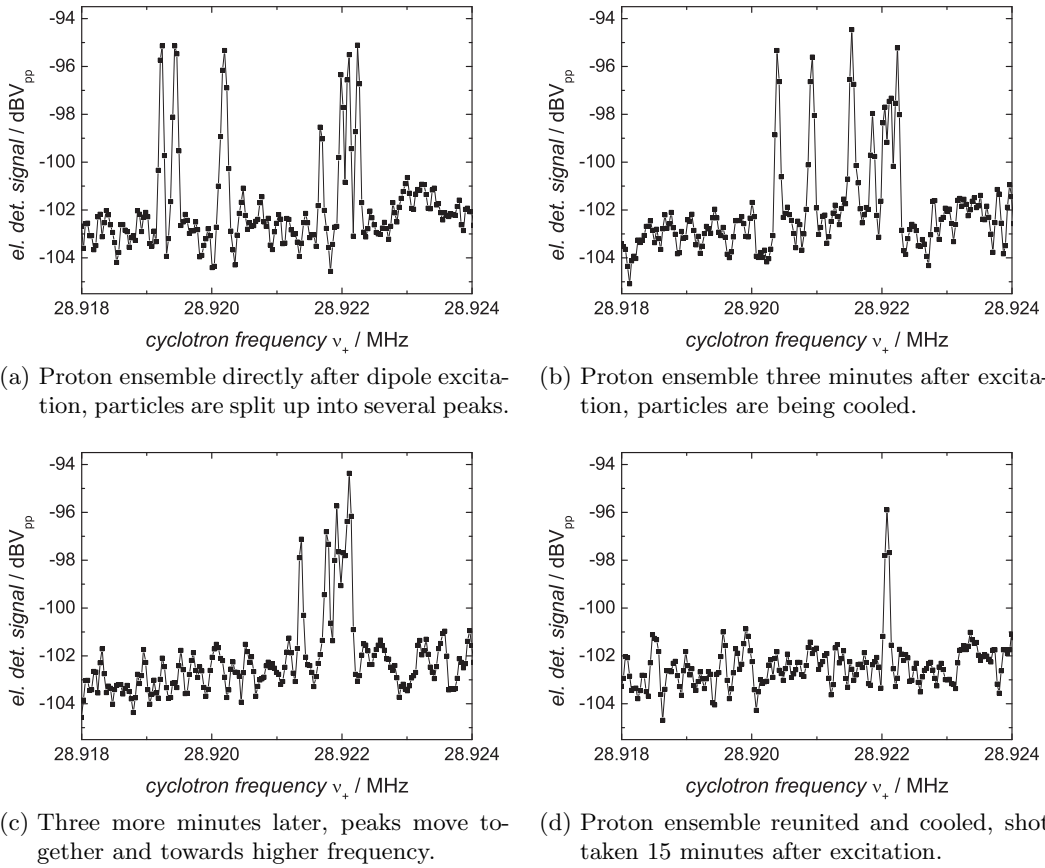 -94
-96
-98
-100
-102
-104
el. det. signal / dBVpp
28.918 28.920 28.922 28.924
cyclotron frequency ν+ / MHz
(a) Proton ensemble directly after dipole excita-
tion, particles are split up into several peaks.
-94
-96
-98
-100
-102
-104
el. det. signal / dBVpp
28.918 28.920 28.922 28.924
cyclotron frequency ν+ / MHz
(b) Proton ensemble three minutes after excita-
tion, particles are being cooled.
-94
-96
-98
-100
-102
-104
el. det. signal / dBVpp
28.918 28.920 28.922 28.924
cyclotron frequency ν+ / MHz
(c) Three more minutes later, peaks move to-
gether and towards higher frequency.
-94
-96
-98
-100
-102
-104
el. det. signal / dBVpp
28.918 28.920 28.922 28.924
cyclotron frequency ν+ / MHz
(d) Proton ensemble reunited and cooled, shot
taken 15 minutes after excitation.